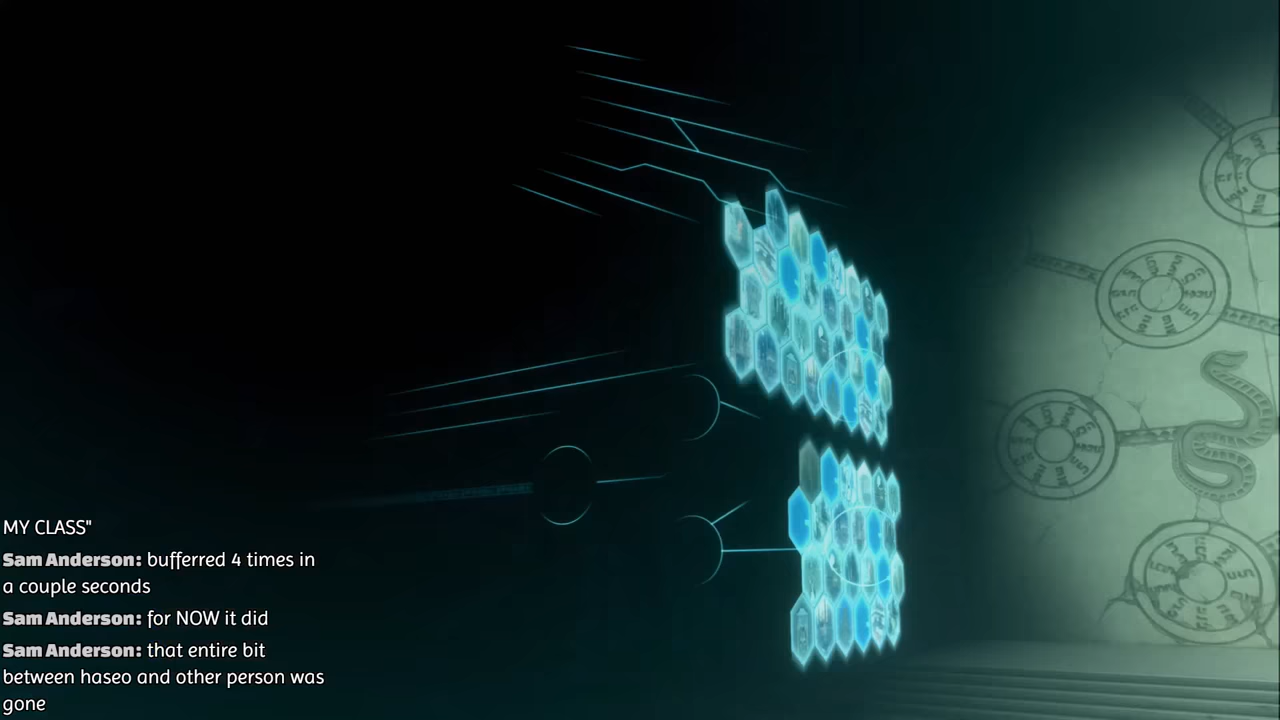 MY CLASS"
Sam Anderson: bufferred 4 times in
a couple seconds
Sam Anderson: for NOW it did
Sam Anderson: that entire bit
between haseo and other person was
gone